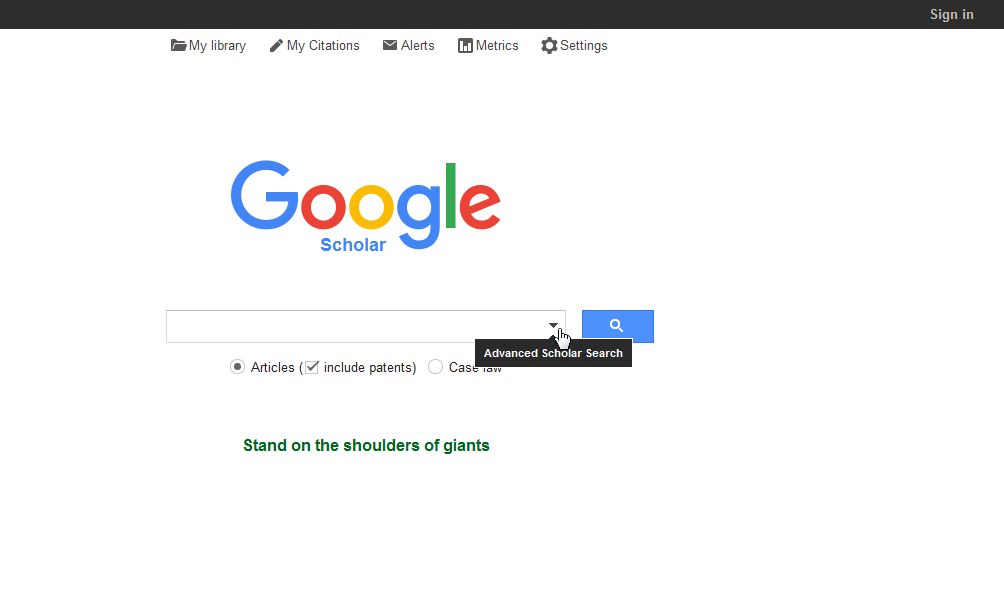 Sign in
My library My Citations Alerts Metrics Settings
Google
Scholar
Advanced Scholar Search
Articles ( include patents) Case law
Stand on the shoulders of giants